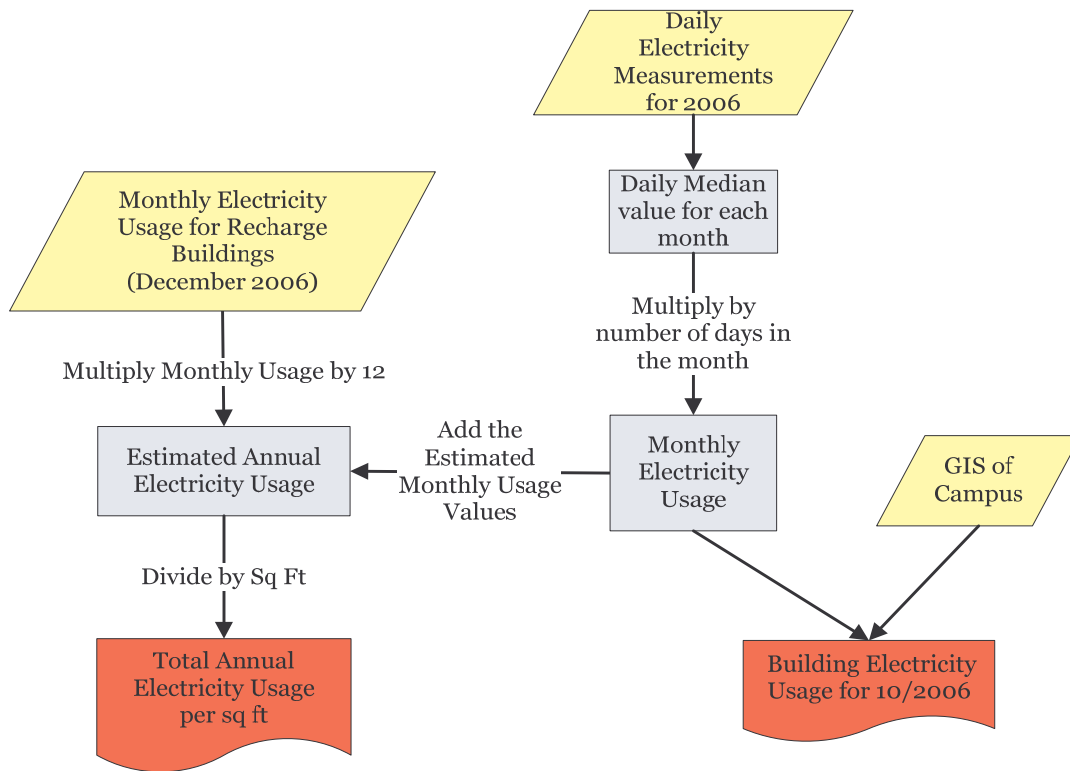 Daily
Electricity
Measurements
for 2006
Daily Median
value for each
month
Monthly Electricity
Usage for Recharge
Buildings
(December 2006)
Multiply by
number of days in
the month
Multiply Monthly Usage by 12
Estimated Annual
Electricity Usage
Add the
Estimated
Monthly Usage
Values
Monthly
Electricity
Usage
GIS of
Campus
Divide by Sq Ft
Total Annual
Electricity Usage
per sq ft
Building Electricity
Usage for 10/2006